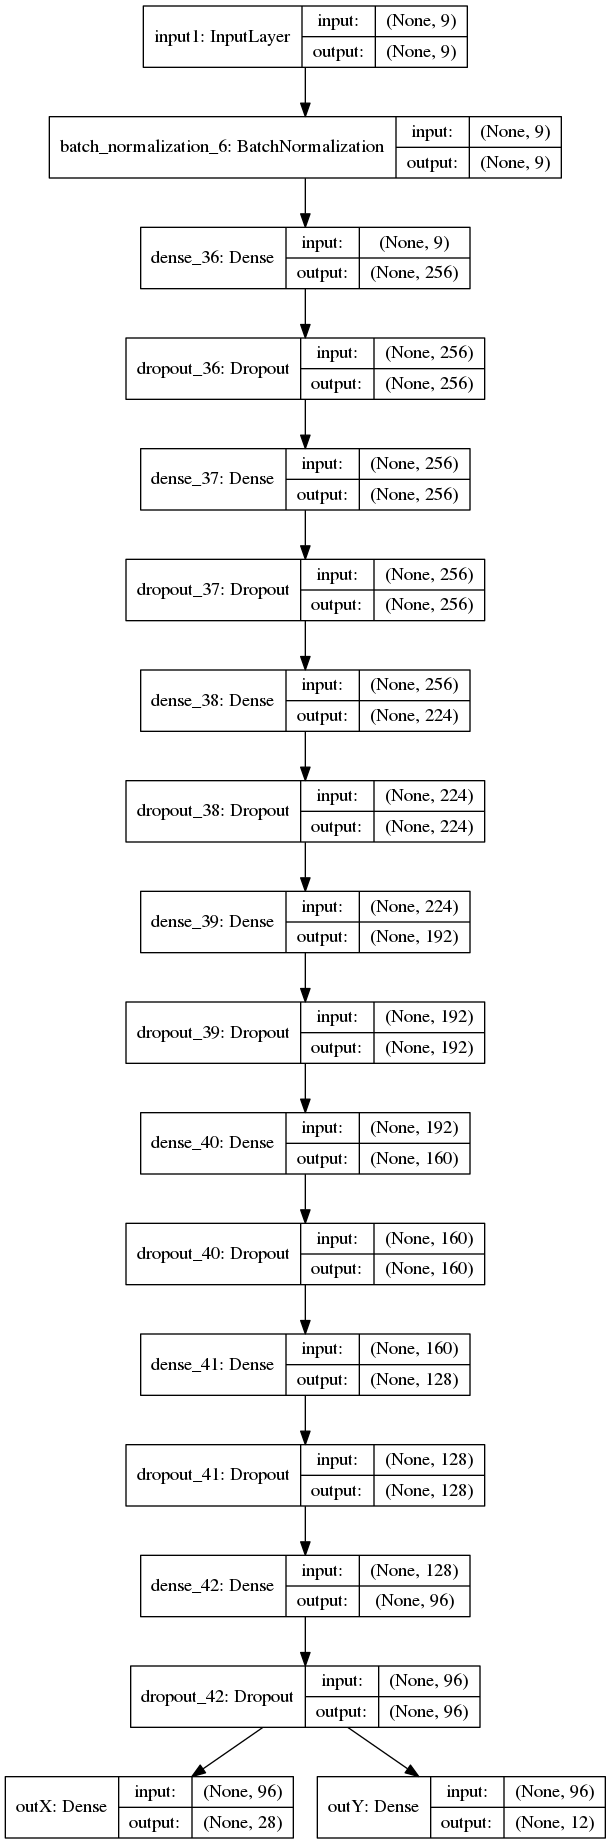 input1: InputLayer
input: (None, 9)
output: (None, 9)
batch_normalization_6: BatchNormalization
input: (None, 9)
output: (None, 9)
dense_36: Dense
input: (None, 9)
output: (None, 256)
dropout_36: Dropout
input: (None, 256)
output: (None, 256)
dense_37: Dense
input: (None, 256)
output: (None, 256)
dropout_37: Dropout
input: (None, 256)
output: (None, 256)
dense_38: Dense
input: (None, 256)
output: (None, 224)
dropout_38: Dropout
input: (None, 224)
output: (None, 224)
dense_39: Dense
input: (None, 224)
output: (None, 192)
dropout_39: Dropout
input: (None, 192)
output: (None, 192)
dense_40: Dense
input: (None, 192)
output: (None, 160)
dropout_40: Dropout
input: (None, 160)
output: (None, 160)
dense_41: Dense
input: (None, 160)
output: (None, 128)
dropout_41: Dropout
input: (None, 128)
output: (None, 128)
dense_42: Dense
input: (None, 128)
output: (None, 96)
dropout_42: Dropout
input: (None, 96)
output: (None, 96)
outX: Dense
input: (None, 96)
output: (None, 28)
outY: Dense
input: (None, 96)
output: (None, 12)